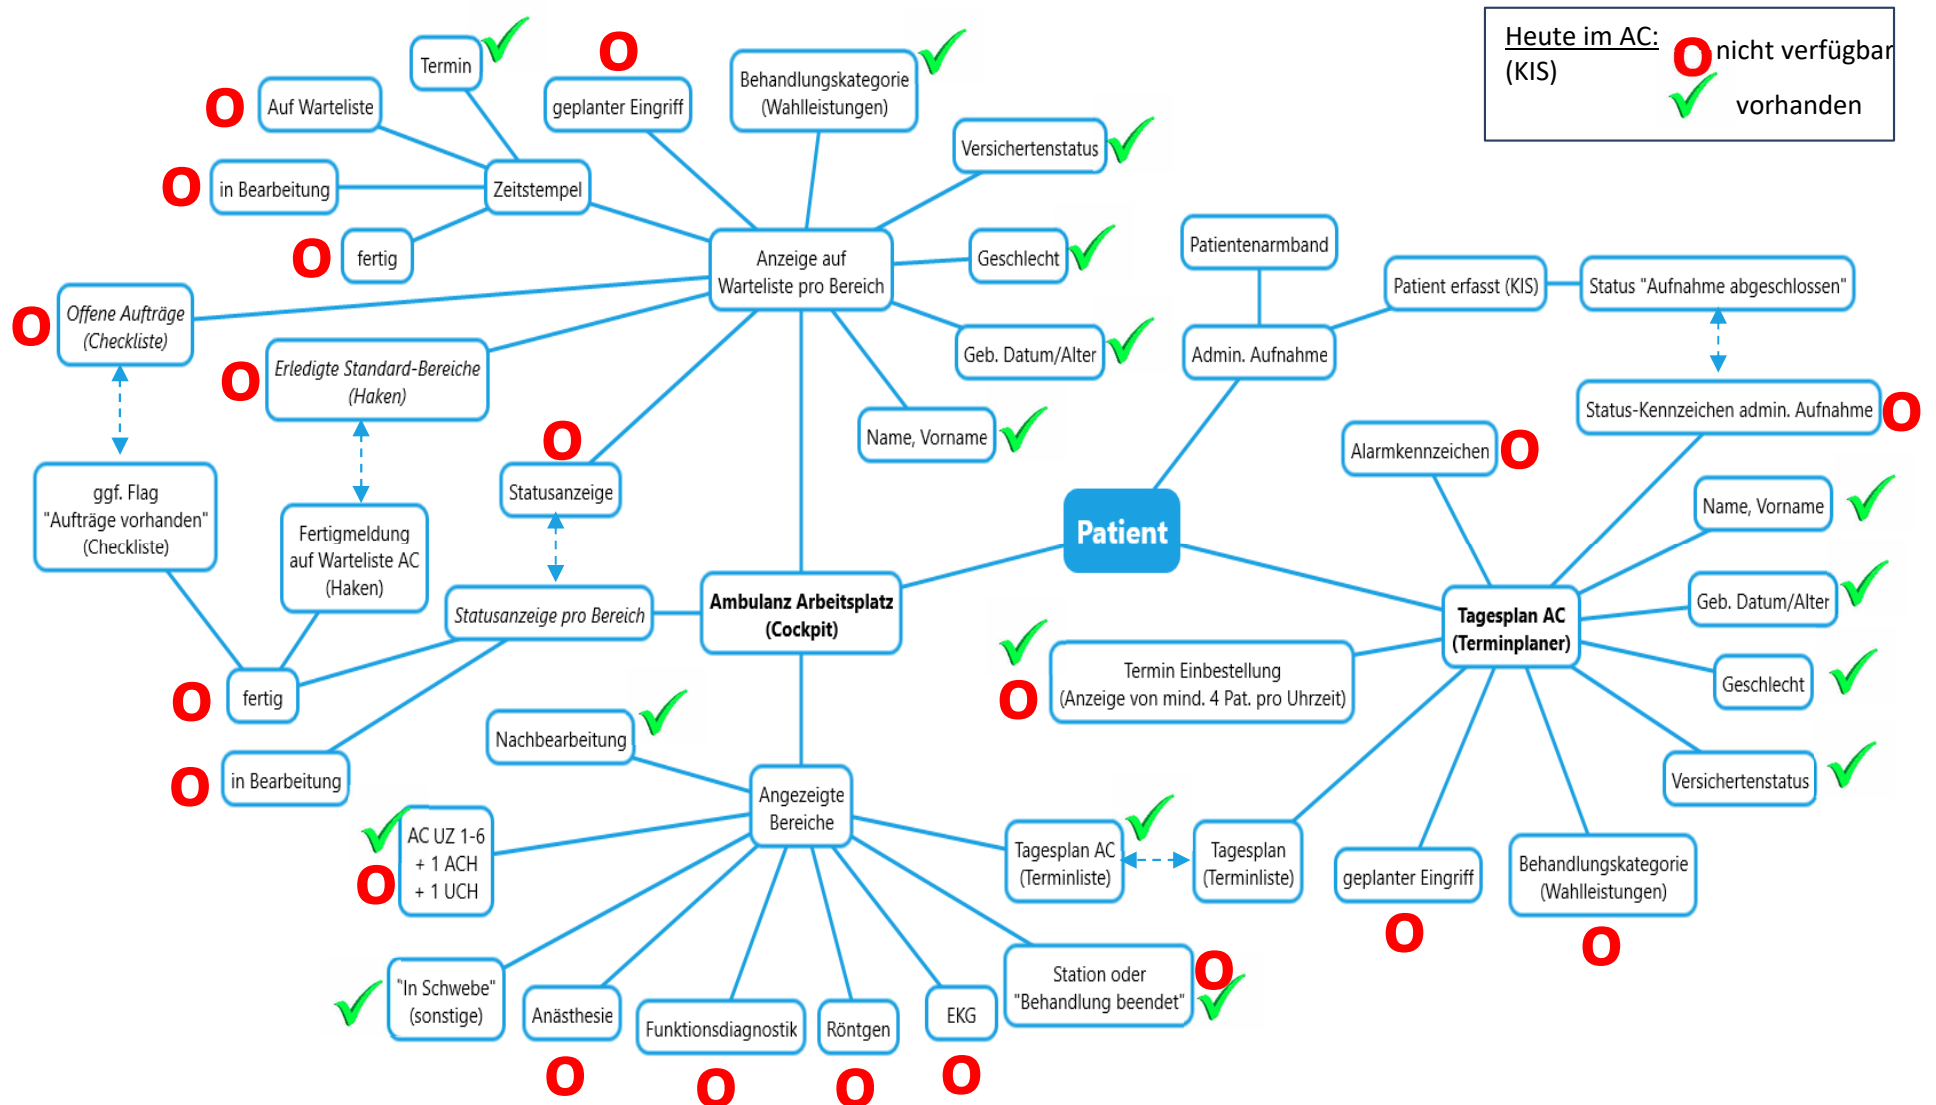 Heute im AC:
(KIS)
O nicht verfügbar
vorhanden
Termin
O
Auf Warteliste
O
in Bearbeitung
O
fertig
O
Zeitstempel
geplanter Eingriff
O
Behandlungskategorie
(Wahlleistungen)
Versichertenstatus
Anzeige auf
Warteliste pro Bereich
Geschlecht
Geb. Datum/Alter
Name, Vorname
Offene Aufträge
(Checkliste)
O
Erledigte Standard-Bereiche
(Haken)
O
ggf. Flag
"Aufträge vorhanden"
(Checkliste)
Fertigmeldung
auf Warteliste AC
(Haken)
O
Statusanzeige
Statusanzeige pro Bereich
O
fertig
O
in Bearbeitung
Ambulanz Arbeitsplatz
(Cockpit)
Patient
Patientenarmband
Admin. Aufnahme
Patient erfasst (KIS)
Status "Aufnahme abgeschlossen"
Status-Kennzeichen admin. Aufnahme
O
Alarmkennzeichen
O
Name, Vorname
Geb. Datum/Alter
Tagesplan AC
(Terminplaner)
Geschlecht
Versichertenstatus
Termin Einbestellung
(Anzeige von mind. 4 Pat. pro Uhrzeit)
O
Nachbearbeitung
Angezeigte
Bereiche
AC UZ 1-6
+ 1 ACH
+ 1 UCH
O
Tagesplan AC
(Terminliste)
Tagesplan
(Terminliste)
geplanter Eingriff
O
Behandlungskategorie
(Wahlleistungen)
O
"In Schwebe"
(sonstige)
Anästhesie
O
Funktionsdiagnostik
O
Röntgen
O
EKG
O
Station oder
"Behandlung beendet"
O